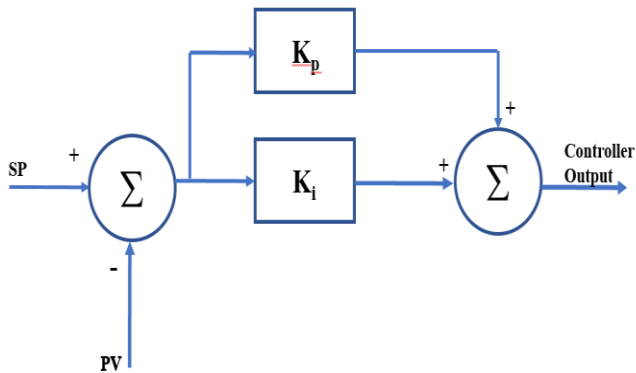 Kp
+
SP
+
∑
Ki
+
∑
Controller
Output
-
PV